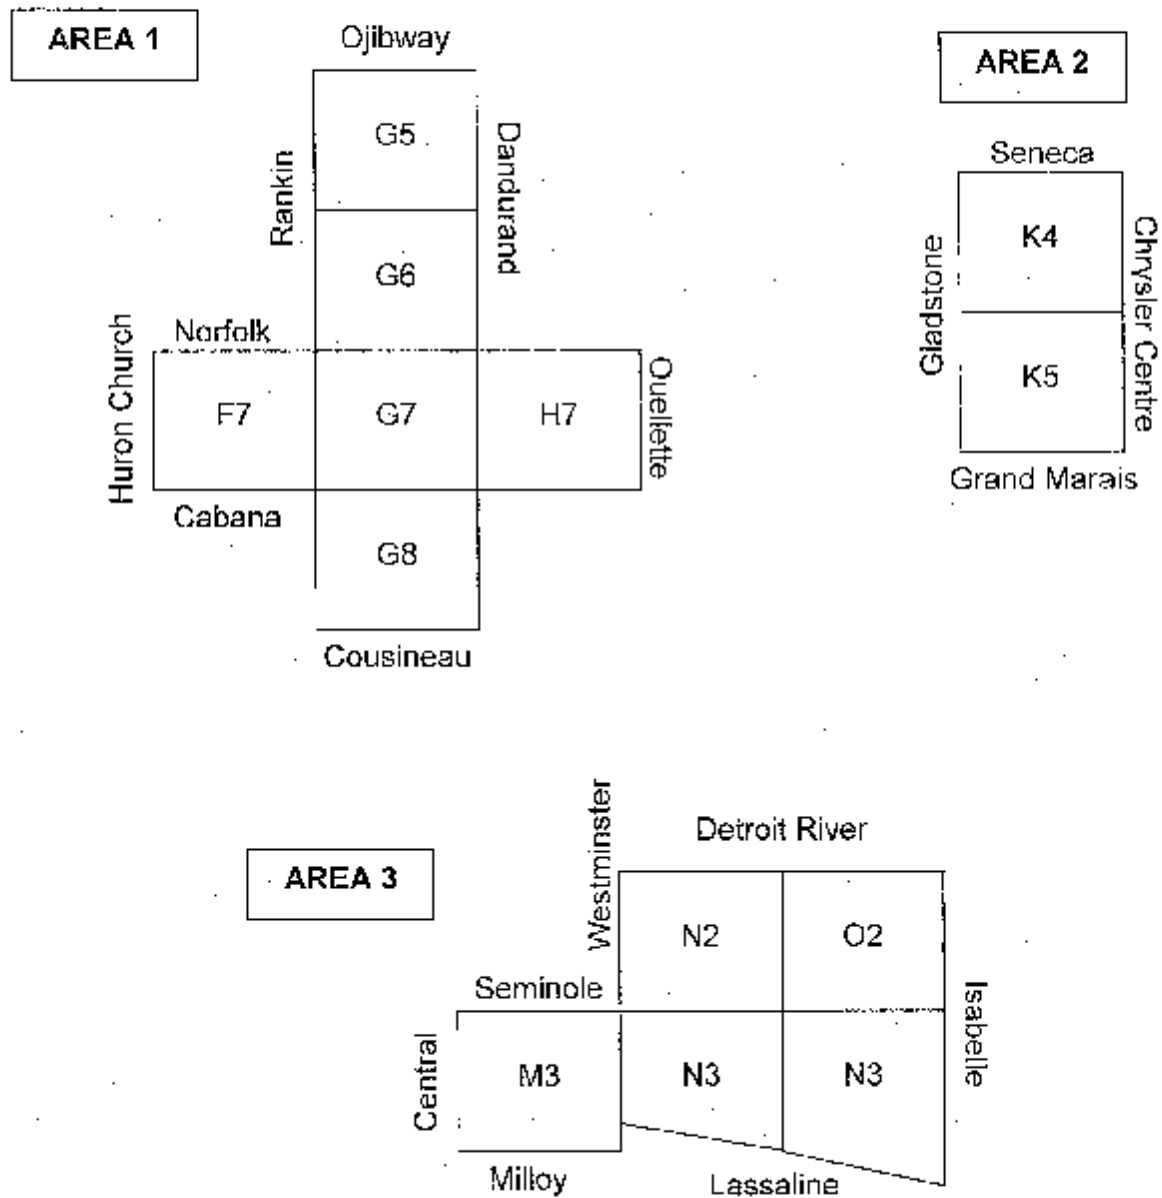 AREA 1
Ojibway
AREA 2
G5
Rankin
Dandurand
Seneca
K4
Gladstone
Chrysler Centre
G6
Norfolk
Huron Church
Ouellette
F7
G7
H7
K5
Grand Marais
Cabana
G8
Cousineau
Westminster
Detroit River
AREA 3
N2
O2
Seminole
Isabelle
Central
M3
N3
N3
Milloy
Lassaline